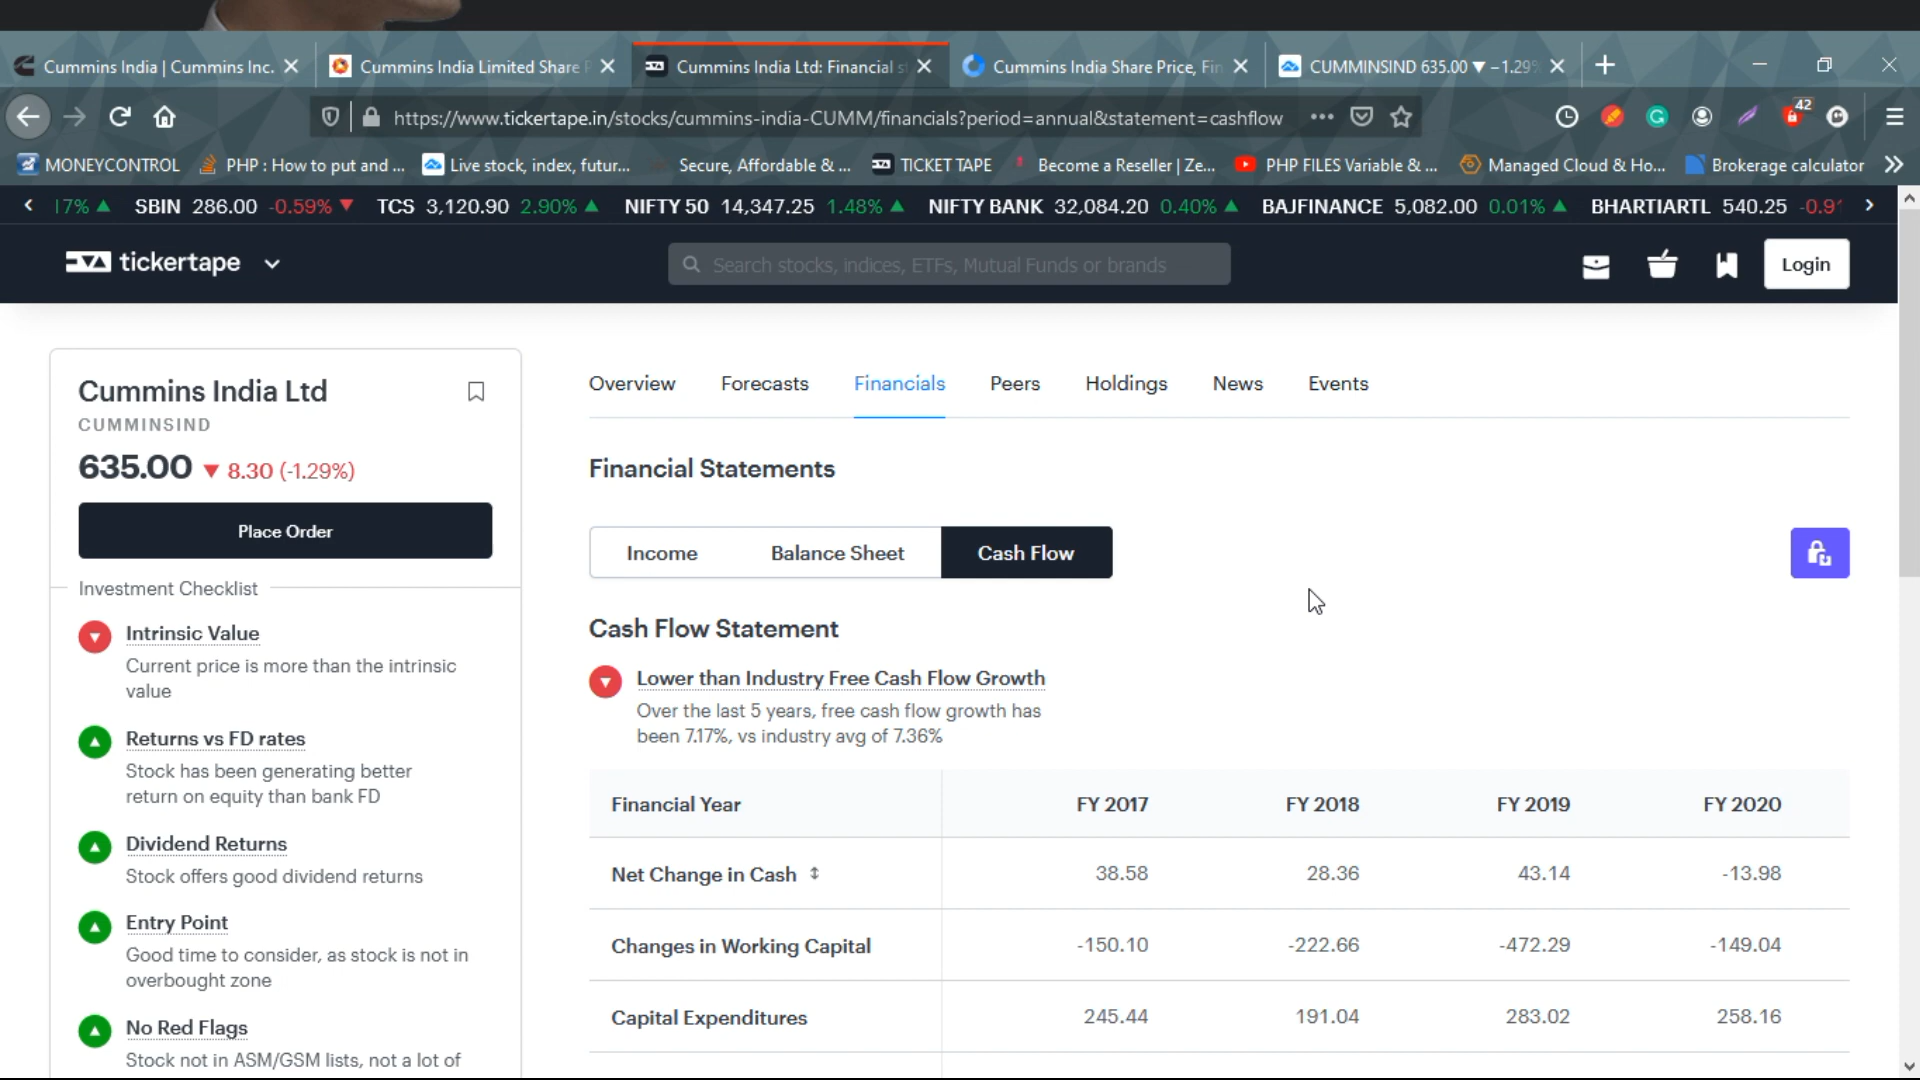 Cummins India | Cummins Inc.
Cummins India Limited Share P
Cummins India Ltd: Financial s
Cummins India Share Price, Fin
CUMMINSIND 635.00 ▼ −1.29%
https://www.tickertape.in/stocks/cummins-india-CUMM/financials?period=annual&statement=cashflow
42
MONEYCONTROL
PHP : How to put and ...
Live stock, index, futur...
Secure, Affordable & ...
TICKET TAPE
Become a Reseller | Ze...
PHP FILES Variable & ...
Managed Cloud & Ho...
Brokerage calculator
17% ▲ SBIN 286.00 -0.59% ▼ TCS 3,120.90 2.90% ▲ NIFTY 50 14,347.25 1.48% ▲ NIFTY BANK 32,084.20 0.40% ▲ BAJFINANCE 5,082.00 0.01% ▲ BHARTIARTL 540.25 -0.9
tickertape
Search stocks, indices, ETFs, Mutual Funds or brands
Login
Cummins India Ltd
CUMMINSIND
635.00 ▼ 8.30 (-1.29%)
Place Order
Investment Checklist
Intrinsic Value
Current price is more than the intrinsic
value
Returns vs FD rates
Stock has been generating better
return on equity than bank FD
Dividend Returns
Stock offers good dividend returns
Entry Point
Good time to consider, as stock is not in
overbought zone
No Red Flags
Stock not in ASM/GSM lists, not a lot of
Overview Forecasts Financials Peers Holdings News Events
Financial Statements
Income Balance Sheet Cash Flow
Cash Flow Statement
Lower than Industry Free Cash Flow Growth
Over the last 5 years, free cash flow growth has
been 7.17%, vs industry avg of 7.36%
Financial Year FY 2017 FY 2018 FY 2019 FY 2020
Net Change in Cash 38.58 28.36 43.14 -13.98
Changes in Working Capital -150.10 -222.66 -472.29 -149.04
Capital Expenditures 245.44 191.04 283.02 258.16